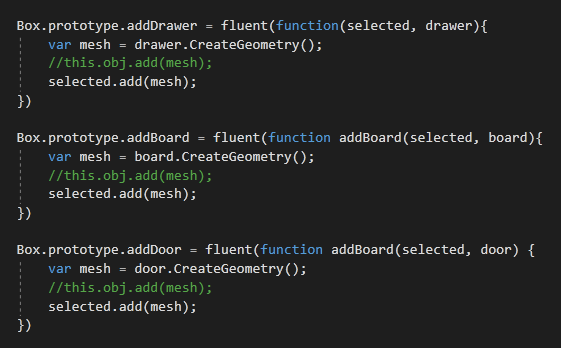 Box.prototype.addDrawer = fluent(function(selected, drawer){
    var mesh = drawer.CreateGeometry();
    //this.obj.add(mesh);
    selected.add(mesh);
})

Box.prototype.addBoard = fluent(function addBoard(selected, board){
    var mesh = board.CreateGeometry();
    //this.obj.add(mesh);
    selected.add(mesh);
})

Box.prototype.addDoor = fluent(function addBoard(selected, door) {
    var mesh = door.CreateGeometry();
    //this.obj.add(mesh);
    selected.add(mesh);
})